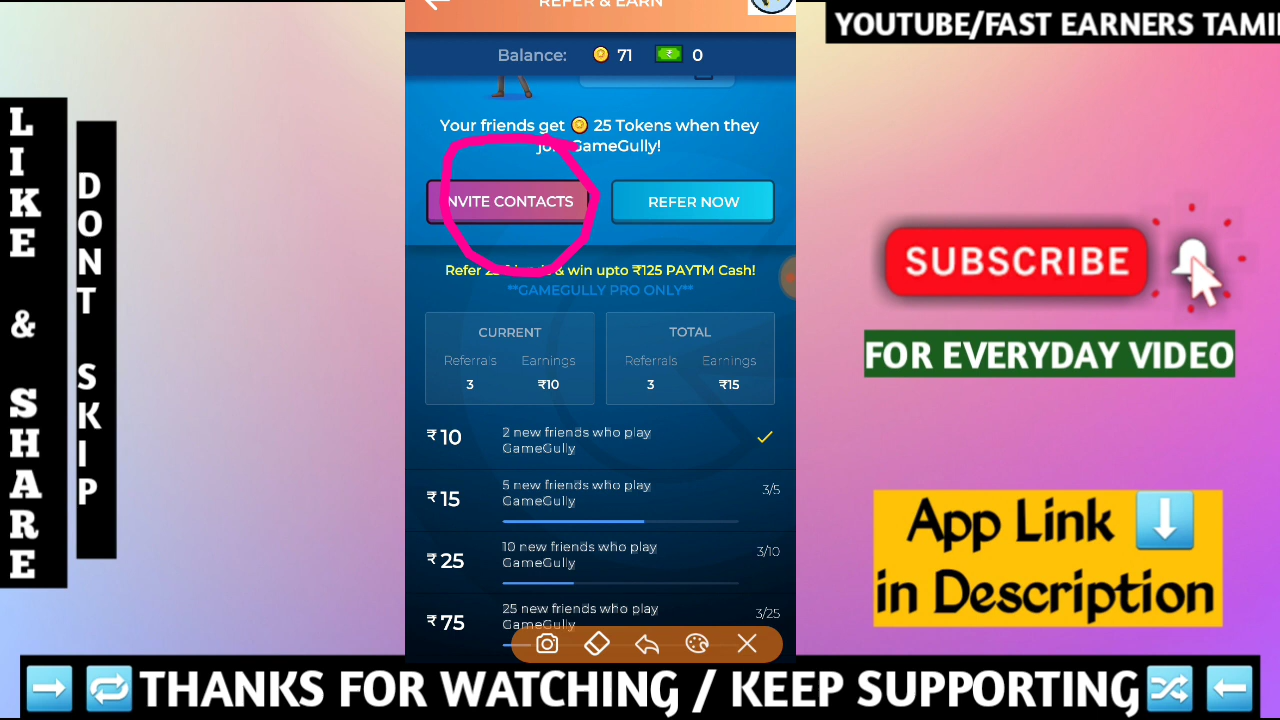 REFER & EARN
YOUTUBE/FAST EARNERS TAMI
Balance: 71 ₹ 0
Your friends get 25 Tokens when they
join GameGully!
NVITE CONTACTS
REFER NOW
Refer 25 friends & win upto ₹125 PAYTM Cash!
**GAMEGULLY PRO ONLY**
CURRENT
Referrals Earnings
3 ₹10
TOTAL
Referrals Earnings
3 ₹15
₹10 2 new friends who play
GameGully
₹15 5 new friends who play
GameGully
3/5
₹25 10 new friends who play
GameGully
3/10
₹75 25 new friends who play
GameGully
3/25
LIKE & SHARE
DONT SKIP
SUBSCRIBE
FOR EVERYDAY VIDEO
App Link
in Description
THANKS FOR WATCHING / KEEP SUPPORTING